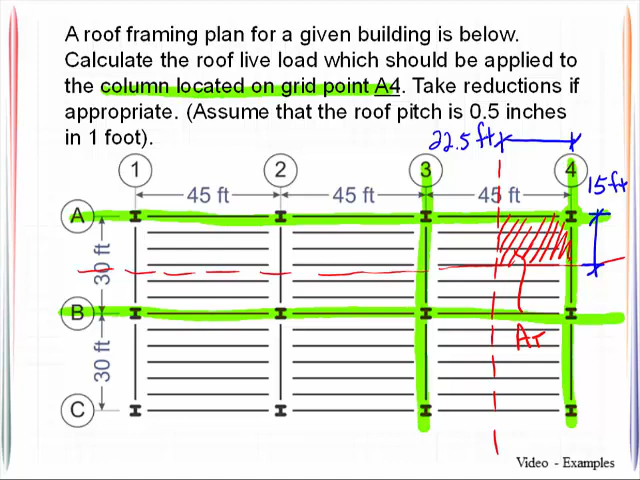 A roof framing plan for a given building is below.
Calculate the roof live load which should be applied to
the column located on grid point A4. Take reductions if
appropriate. (Assume that the roof pitch is 0.5 inches
in 1 foot).
22.5 ft
1 2 3 4
45 ft 45 ft 45 ft
15 ft
A
30 ft
B
AT
30 ft
C
Video - Examples